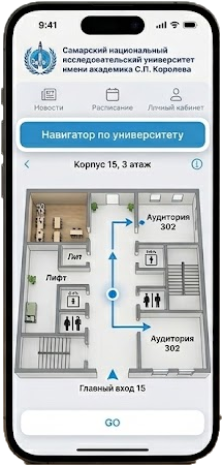 9:41
Самарский национальный
исследовательский университет
имени академика С.П. Королева
Новости
Расписание
Личный кабинет
Навигатор по университету
Корпус 15, 3 этаж
Аудитория
302
Лит
Лифт
Аудитория
302
Главный вход 15
GO